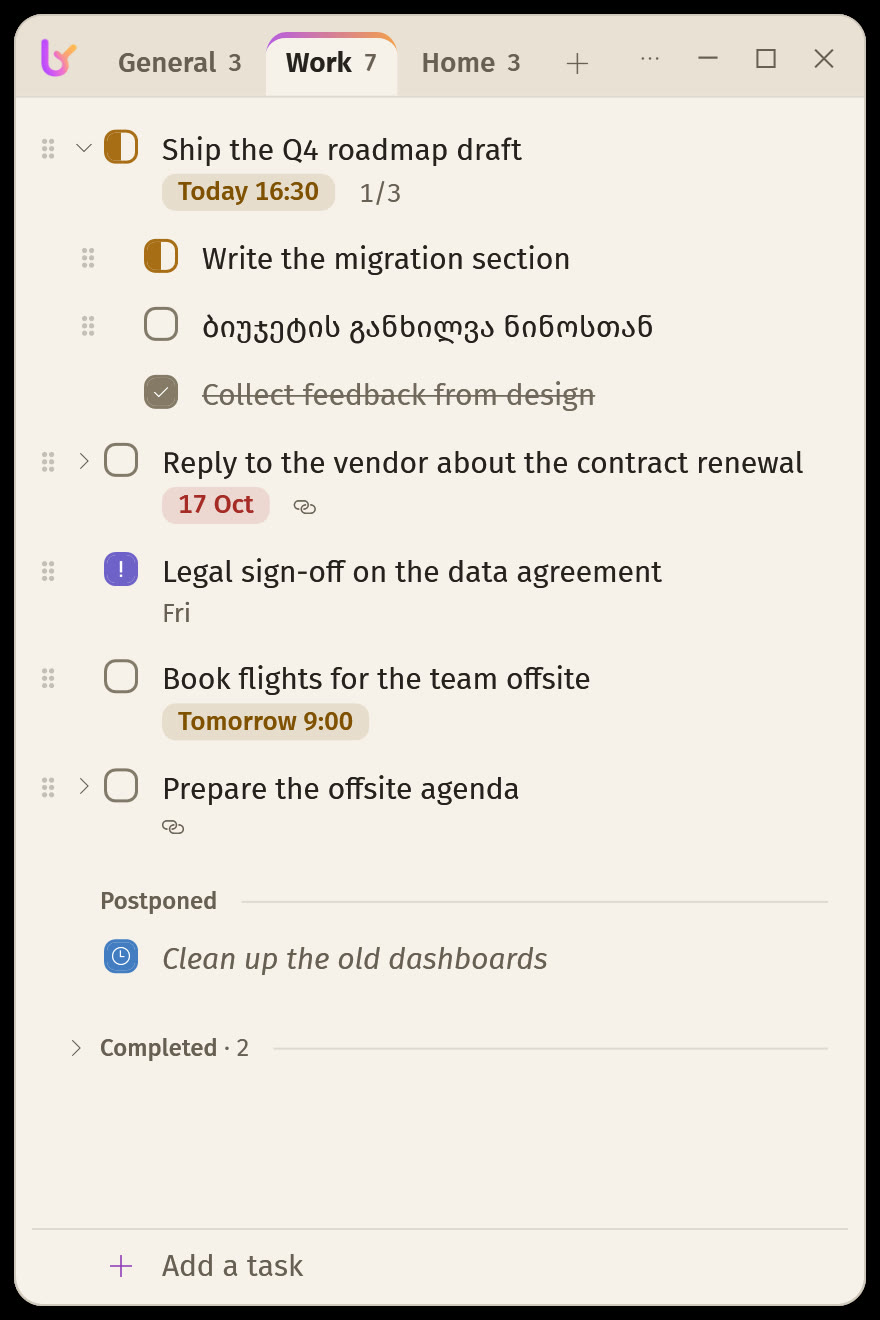 General 3 Work 7 Home 3
Ship the Q4 roadmap draft
Today 16:30 1/3
Write the migration section
ბიუჯეტის განხილვა ნინოსთან
Collect feedback from design
Reply to the vendor about the contract renewal
17 Oct
! Legal sign-off on the data agreement
Fri
Book flights for the team offsite
Tomorrow 9:00
Prepare the offsite agenda
Postponed
Clean up the old dashboards
Completed · 2
Add a task